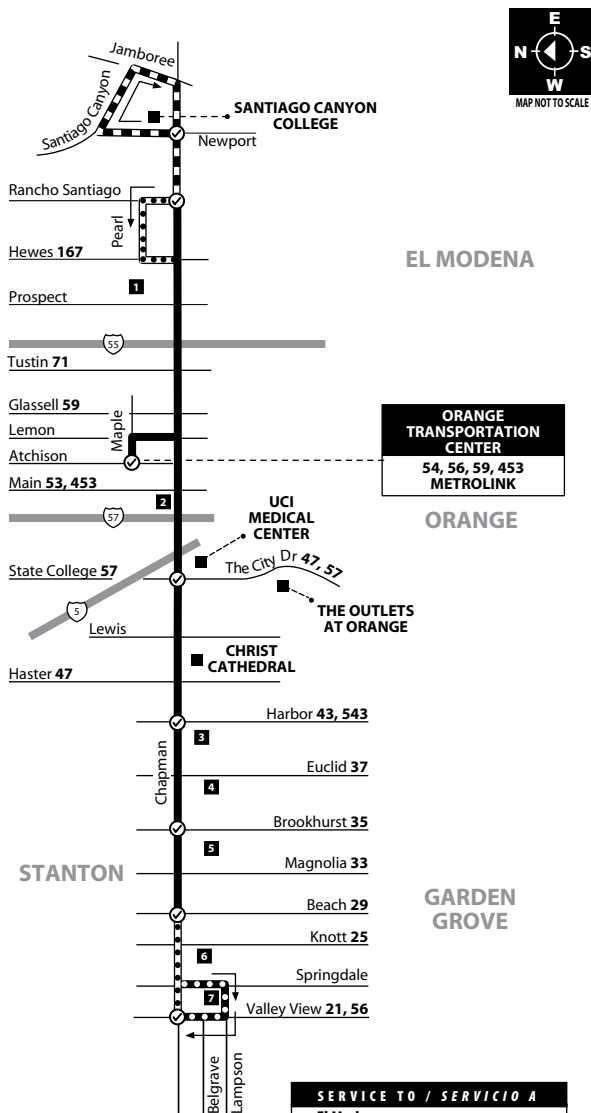 E
N
S
W
MAP NOT TO SCALE
Jamboree
Santiago Canyon
SANTIAGO CANYON
COLLEGE
Newport
Rancho Santiago
Pearl
Hewes 167
EL MODENA
1
Prospect
55
Tustin 71
Glassell 59
Maple
Lemon
Atchison
ORANGE
TRANSPORTATION
CENTER
54, 56, 59, 453
METROLINK
Main 53, 453
2
57
ORANGE
UCI
MEDICAL
CENTER
State College 57
The City Dr 47, 57
5
THE OUTLETS
AT ORANGE
Lewis
CHRIST
CATHEDRAL
Haster 47
Harbor 43, 543
3
Chapman
Euclid 37
4
Brookhurst 35
5
STANTON
Magnolia 33
GARDEN
GROVE
Beach 29
Knott 25
6
Springdale
7
Valley View 21, 56
Belgrave
Lampson
SERVICE TO / SERVICIO A